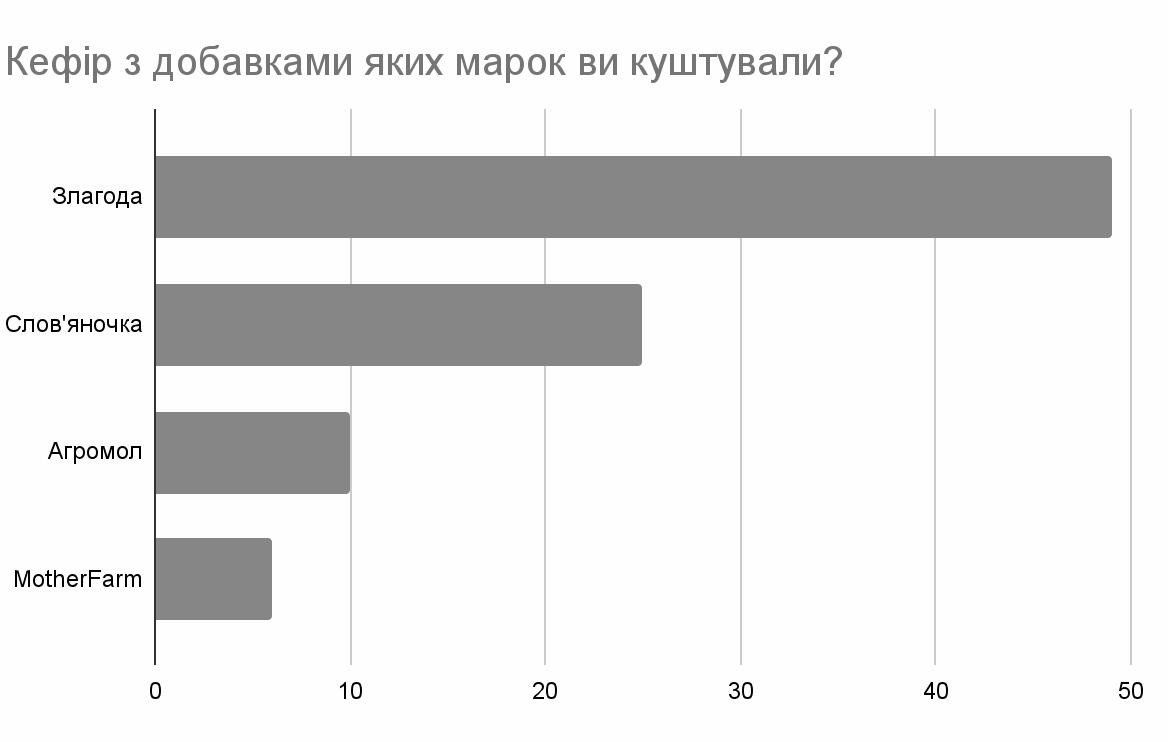 Кефір з добавками яких марок ви куштували?
Злагода
Слов'яночка
Агромол
MotherFarm
0 10 20 30 40 50